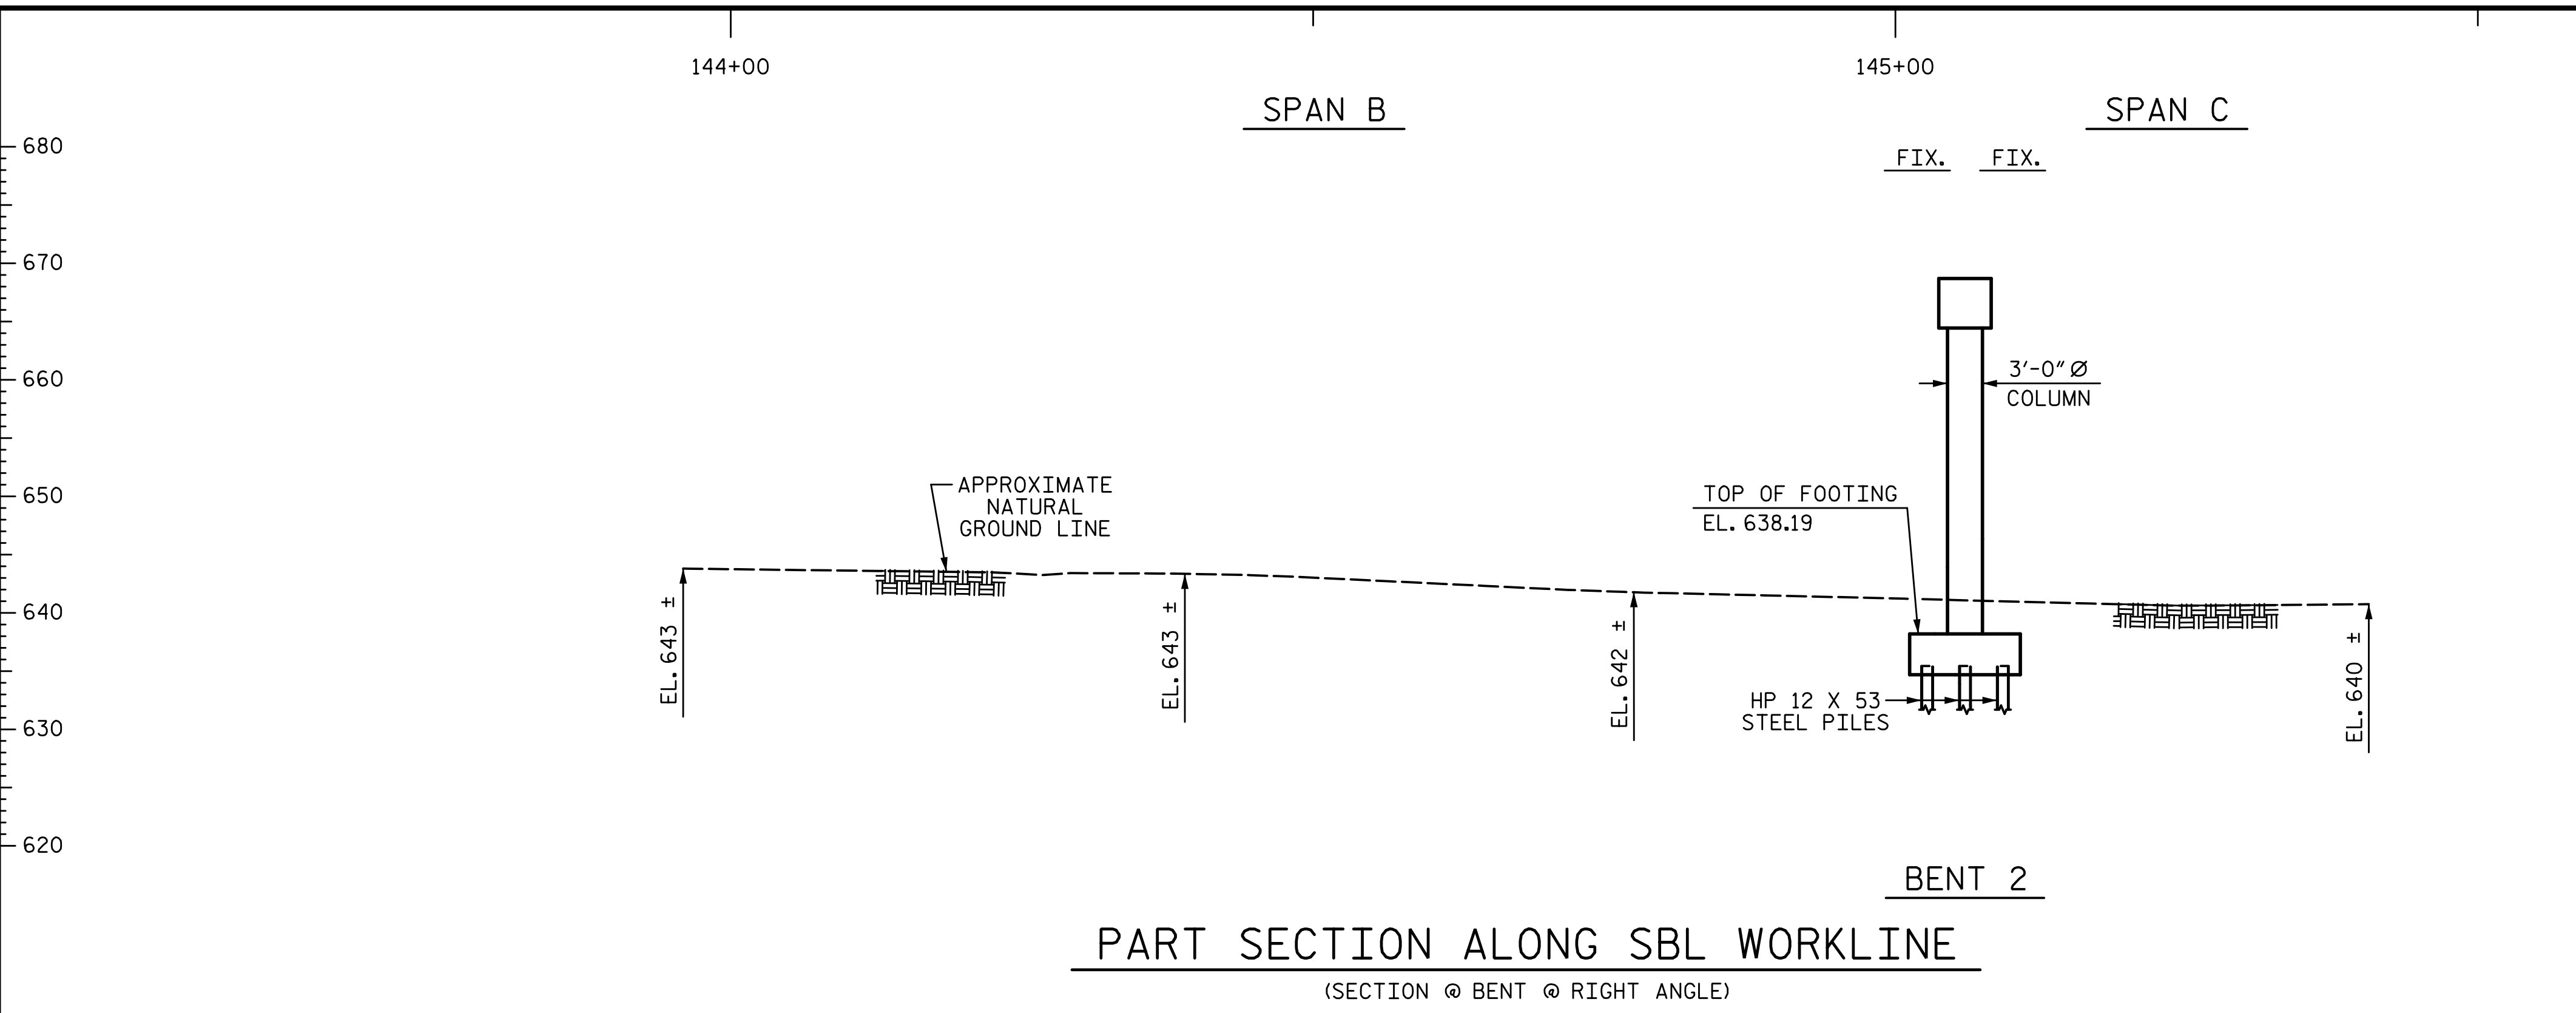 144+00
145+00
SPAN B
SPAN C
FIX.
FIX.
680
670
660
650
640
630
620
3'-0"Ø
COLUMN
APPROXIMATE
NATURAL
GROUND LINE
TOP OF FOOTING
EL. 638.19
EL. 643 ±
EL. 643 ±
EL. 642 ±
EL. 640 ±
HP 12 X 53
STEEL PILES
BENT 2
PART SECTION ALONG SBL WORKLINE
(SECTION @ BENT @ RIGHT ANGLE)